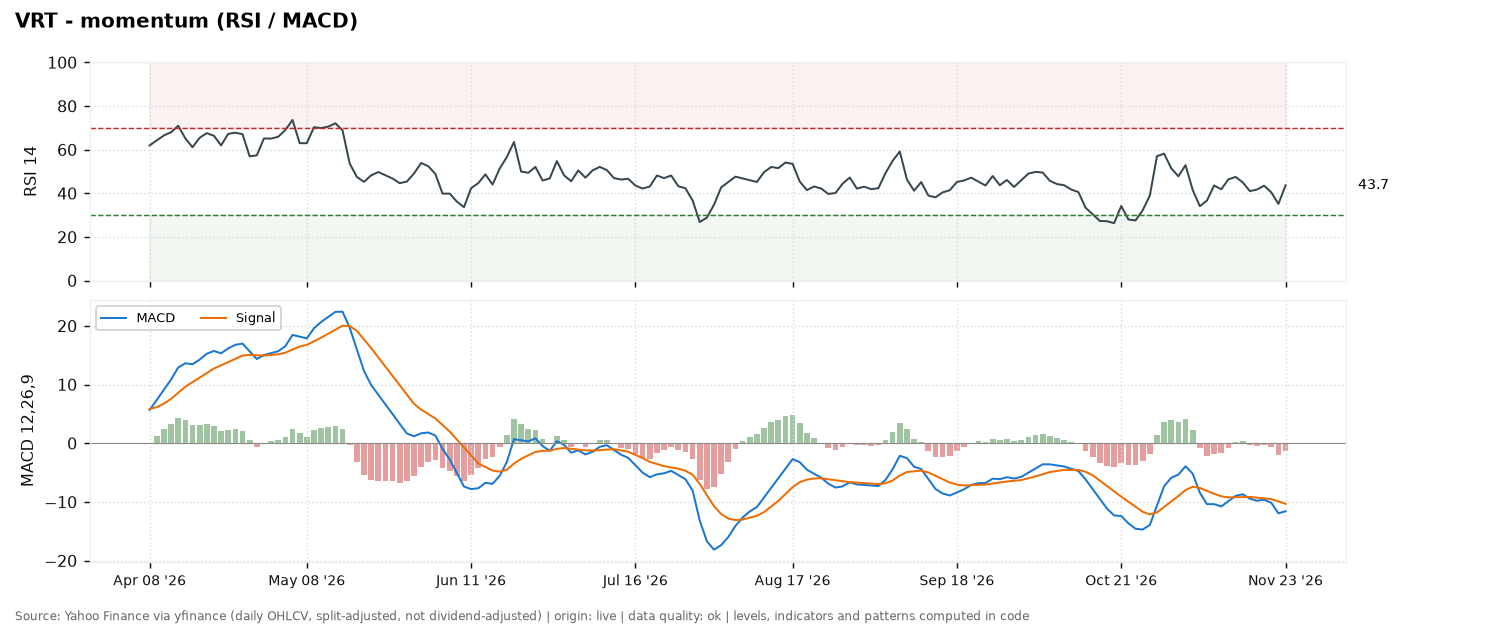 VRT - momentum (RSI / MACD)
100
80
60
40
20
0
RSI 14
43.7
MACD
Signal
20
10
0
−10
−20
MACD 12,26,9
Apr 08 '26
May 08 '26
Jun 11 '26
Jul 16 '26
Aug 17 '26
Sep 18 '26
Oct 21 '26
Nov 23 '26
Source: Yahoo Finance via yfinance (daily OHLCV, split-adjusted, not dividend-adjusted) | origin: live | data quality: ok | levels, indicators and patterns computed in code